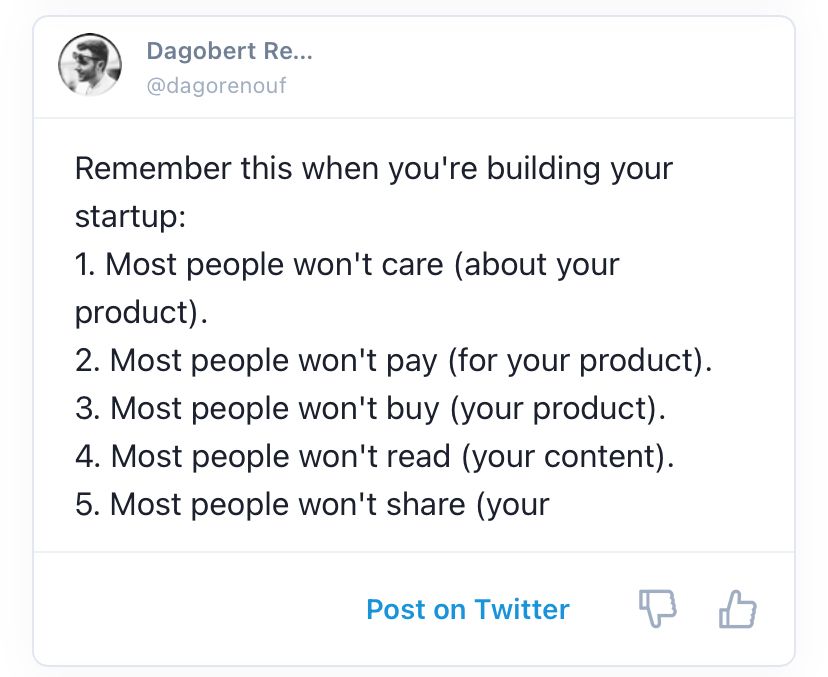 Dagobert Re...
@dagorenouf
Remember this when you're building your
startup:
1. Most people won't care (about your
product).
2. Most people won't pay (for your product).
3. Most people won't buy (your product).
4. Most people won't read (your content).
5. Most people won't share (your
Post on Twitter